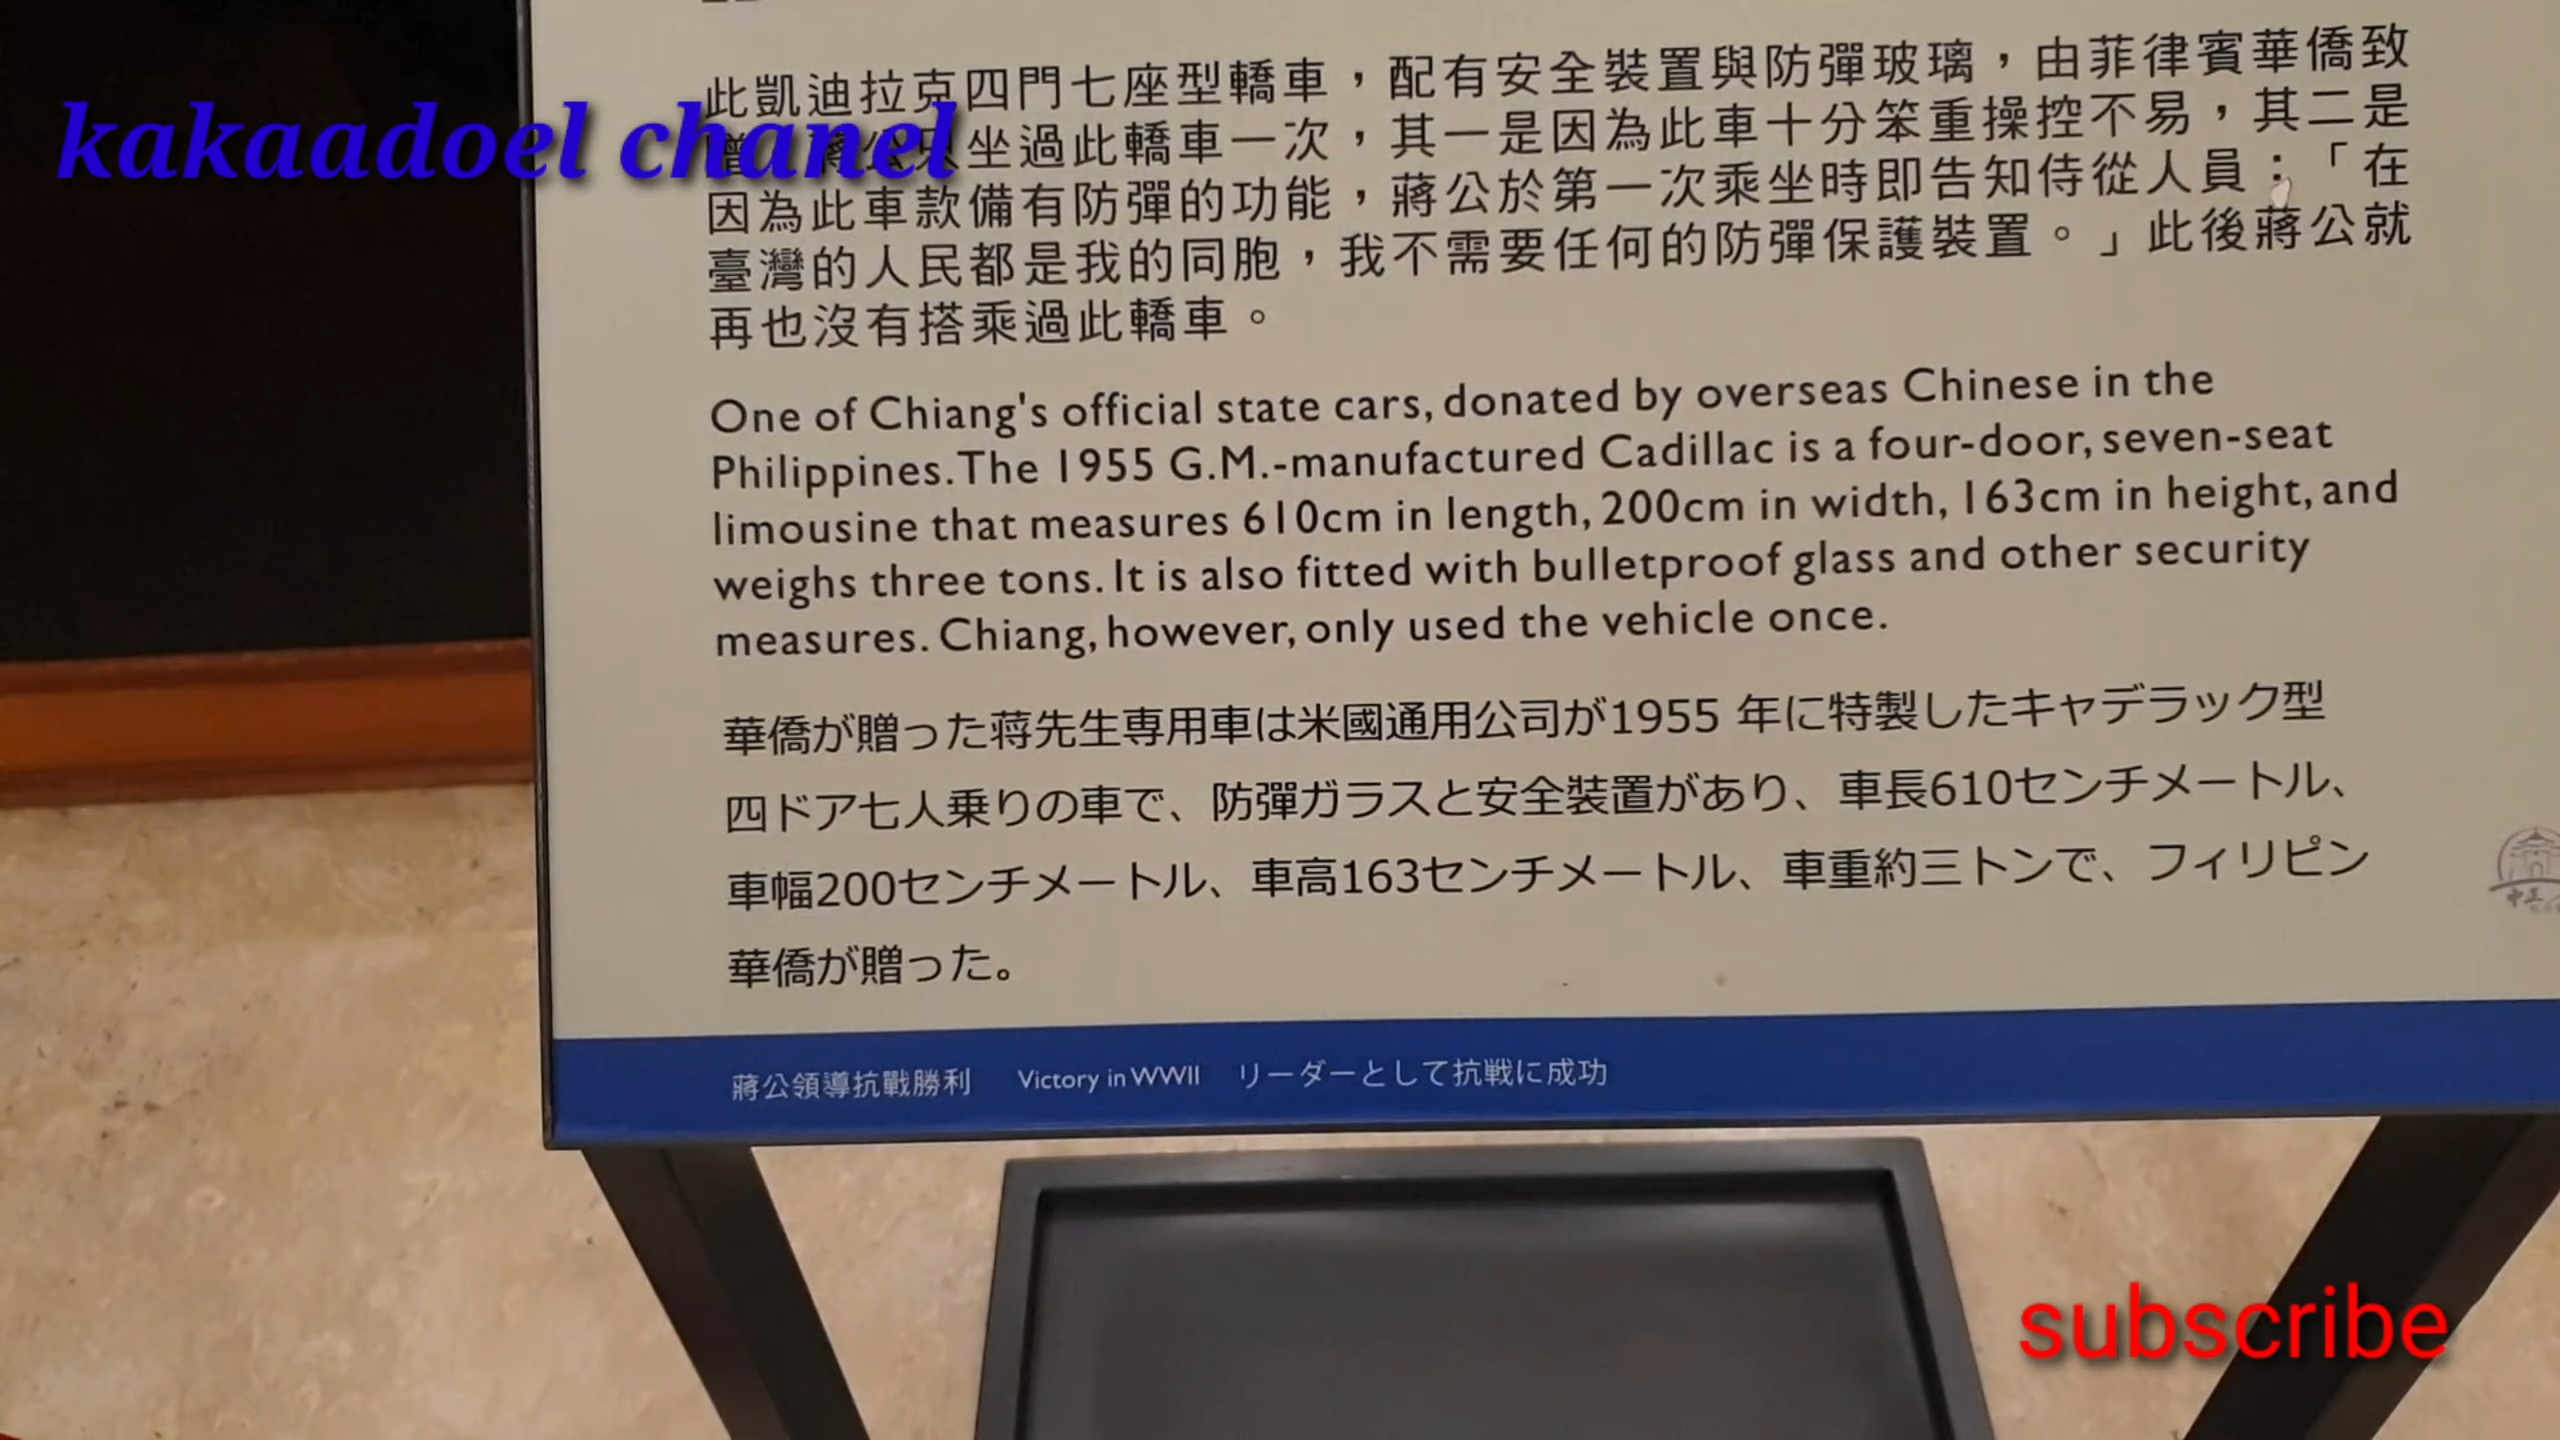 此凱迪拉克四門七座型轎車，配有安全裝置與防彈玻璃，由菲律賓華僑致
kakaadoel chanel
坐過此轎車一次，其一是因為此車十分笨重操控不易，其二是
因為此車款備有防彈的功能，蔣公於第一次乘坐時即告知侍從人員：「在
臺灣的人民都是我的同胞，我不需要任何的防彈保護裝置。」此後蔣公就
再也沒有搭乘過此轎車。
One of Chiang's official state cars, donated by overseas Chinese in the
Philippines. The 1955 G.M.-manufactured Cadillac is a four-door, seven-seat
limousine that measures 610cm in length, 200cm in width, 163cm in height, and
weighs three tons. It is also fitted with bulletproof glass and other security
measures. Chiang, however, only used the vehicle once.
華僑が贈った蒋先生専用車は米國通用公司が1955 年に特製したキャデラック型
四ドア七人乗りの車で、防彈ガラスと安全裝置があり、車長610センチメートル、
車幅200センチメートル、車高163センチメートル、車重約三トンで、フィリピン
華僑が贈った。
蔣公領導抗戰勝利 Victory in WWII リーダーとして抗戦に成功
subscribe